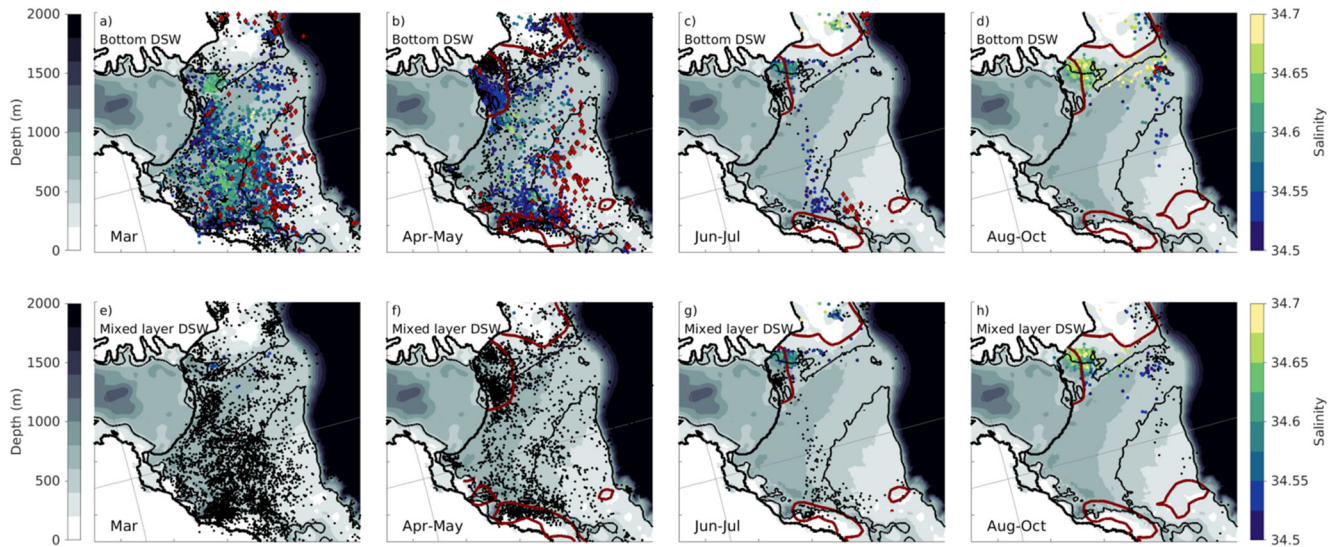 2000
1500
1000
500
0
Depth (m)
a)
Bottom DSW
Mar
b)
Bottom DSW
Apr-May
c)
Bottom DSW
Jun-Jul
d)
Bottom DSW
Aug-Oct
34.7
34.65
34.6
34.55
34.5
Salinity
2000
1500
1000
500
0
Depth (m)
e)
Mixed layer DSW
Mar
f)
Mixed layer DSW
Apr-May
g)
Mixed layer DSW
Jun-Jul
h)
Mixed layer DSW
Aug-Oct
34.7
34.65
34.6
34.55
34.5
Salinity